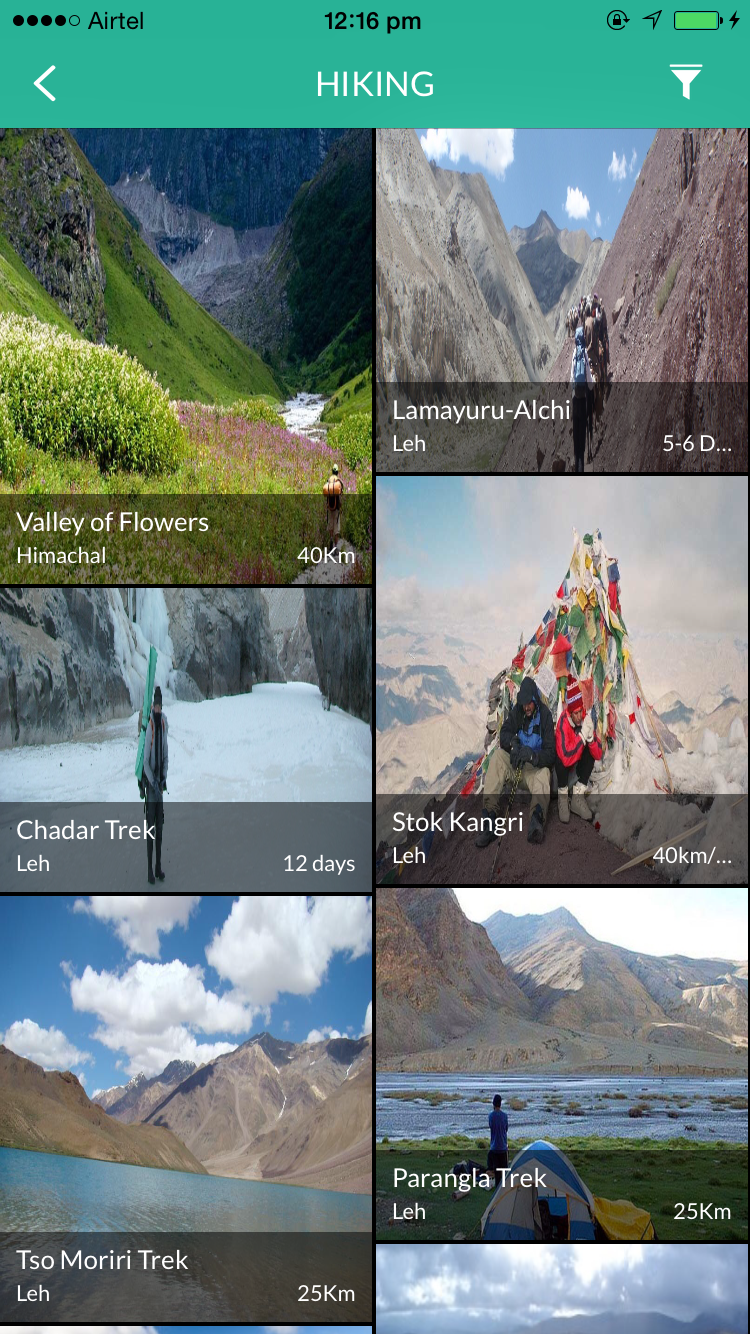 Airtel 12:16 pm
HIKING
Valley of Flowers
Himachal 40Km
Lamayuru-Alchi
Leh 5-6 D...
Chadar Trek
Leh 12 days
Stok Kangri
Leh 40km/...
Tso Moriri Trek
Leh 25Km
Parangla Trek
Leh 25Km